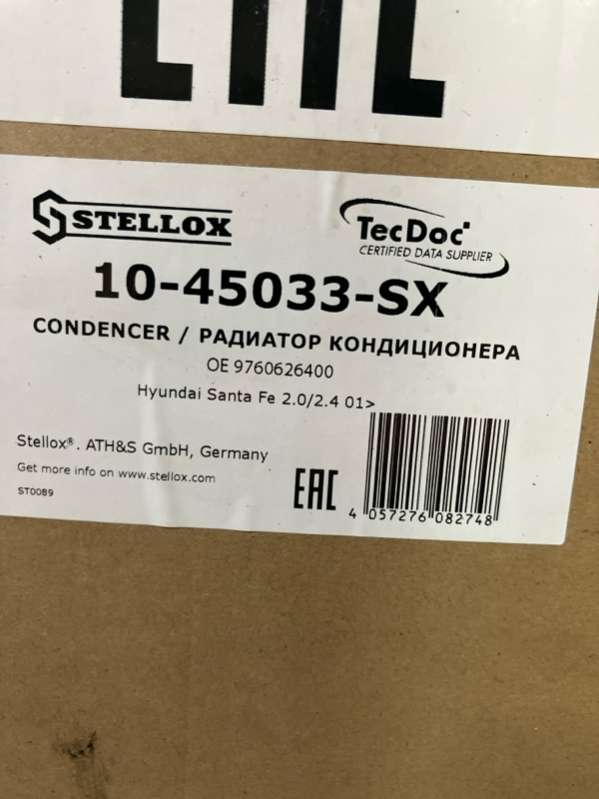 EAC
STELLOX
TecDoc
CERTIFIED DATA SUPPLIER
10-45033-SX
CONDENCER / РАДИАТОР КОНДИЦИОНЕРА
OE 9760626400
Hyundai Santa Fe 2.0/2.4 01>
Stellox®. ATH&S GmbH, Germany
Get more info on www.stellox.com
ST0089
EAC
4 057276 082748